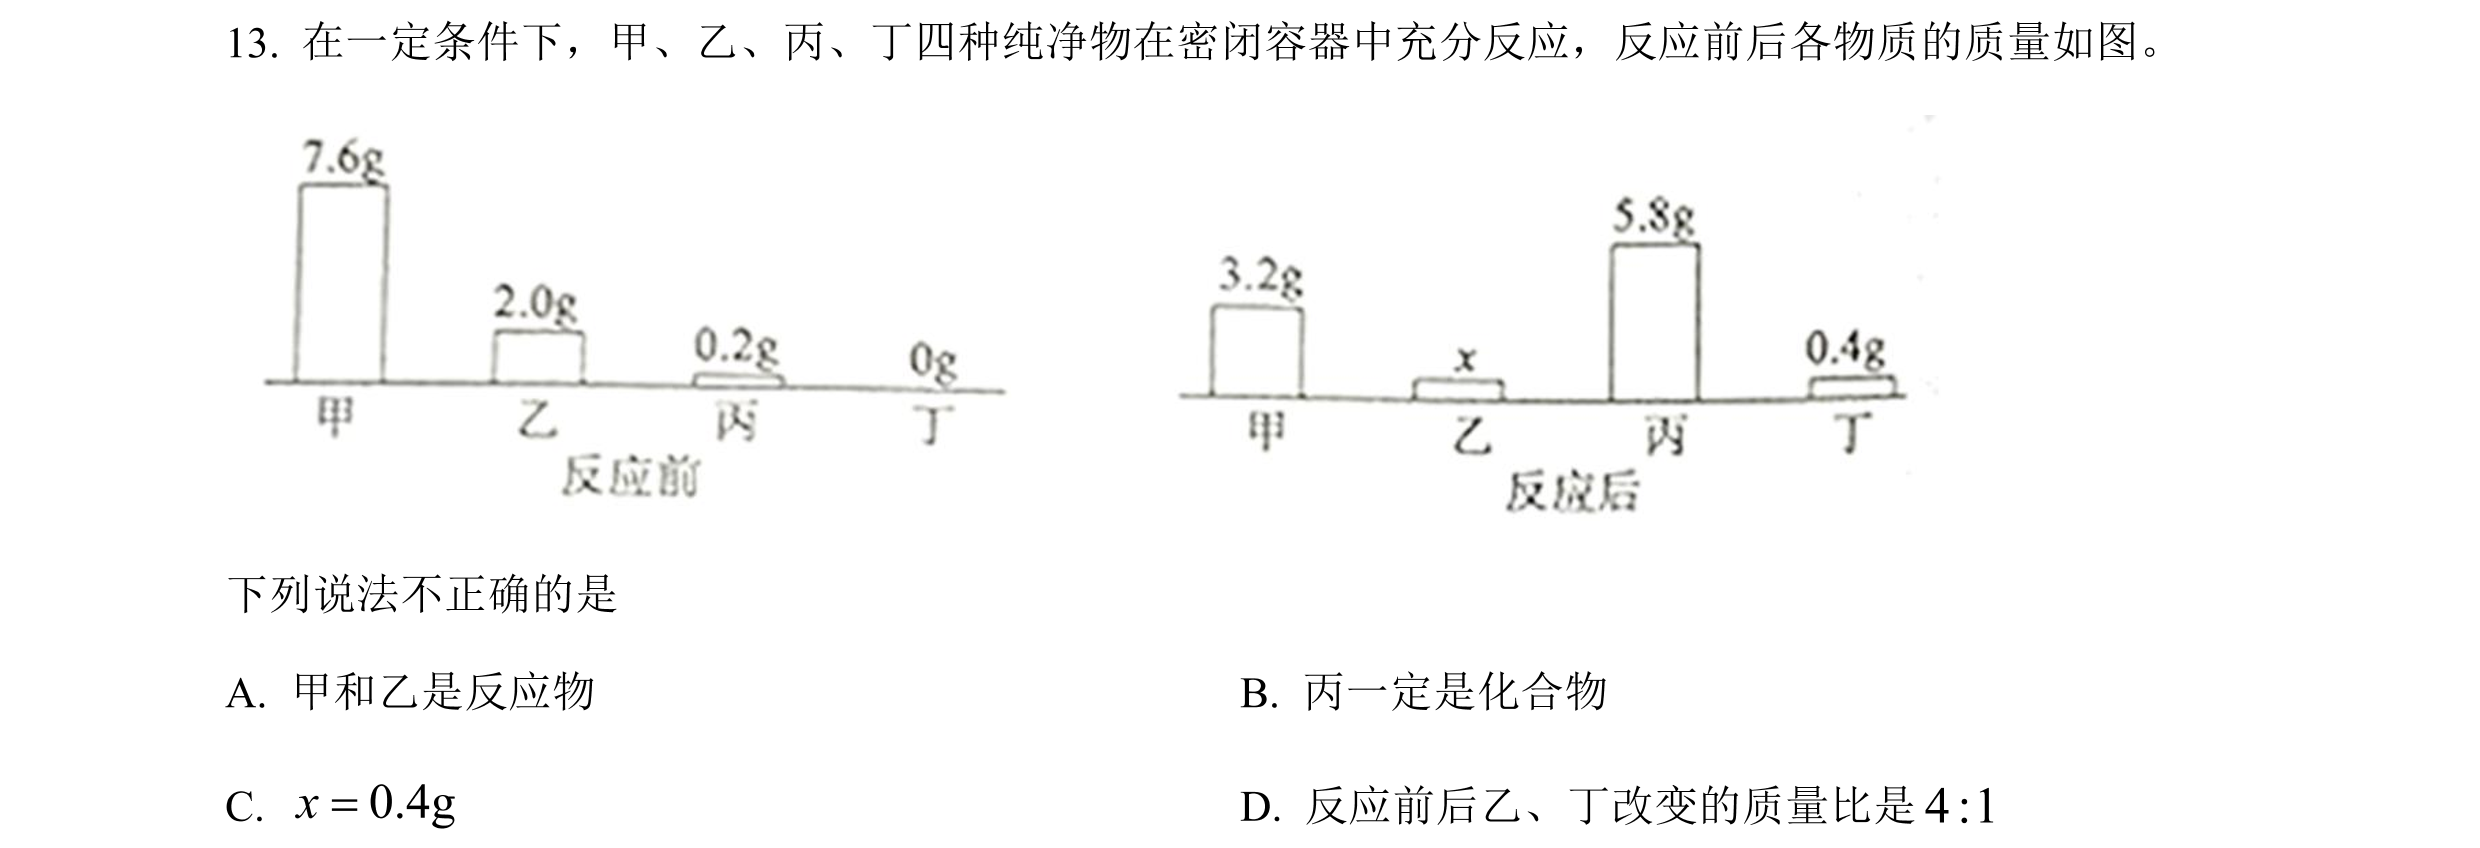 13. 在一定条件下，甲、乙、丙、丁四种纯净物在密闭容器中充分反应，反应前后各物质的质量如图。
7.6g
2.0g
0.2g
0g
甲 乙 丙 丁
反应前
5.8g
3.2g
x
0.4g
甲 乙 丙 丁
反应后
下列说法不正确的是
A. 甲和乙是反应物 B. 丙一定是化合物
C. x = 0.4g D. 反应前后乙、丁改变的质量比是 4:1